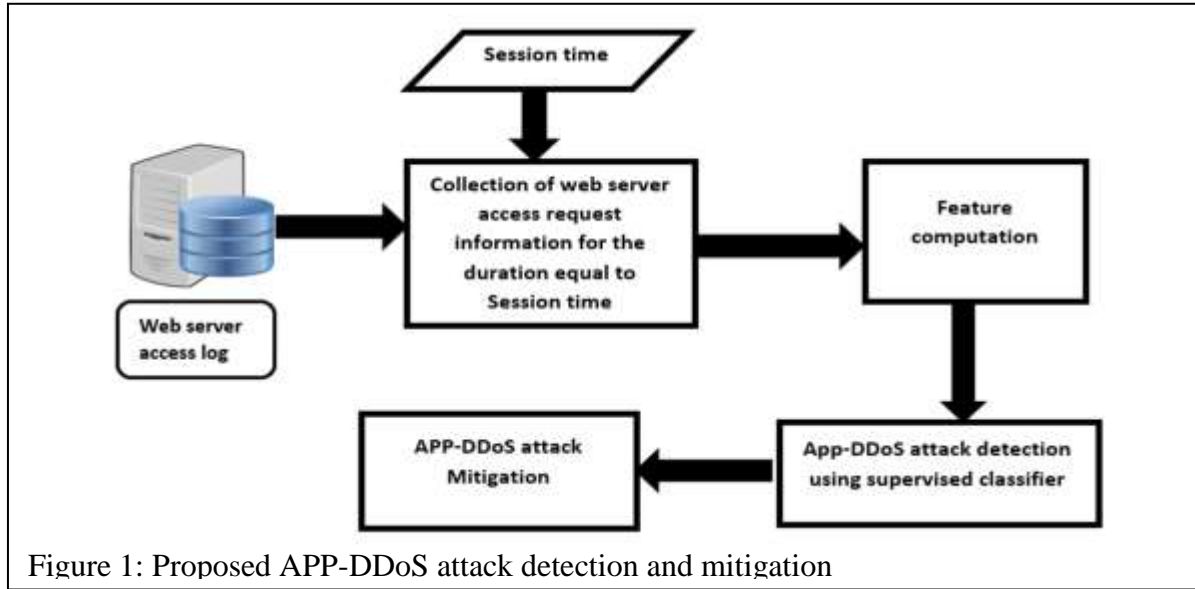 Session time
Collection of web server
access request
information for the
duration equal to
Session time
Feature
computation
Web server
access log
APP-DDoS attack
Mitigation
App-DDoS attack detection
using supervised classifier
Figure 1: Proposed APP-DDoS attack detection and mitigation